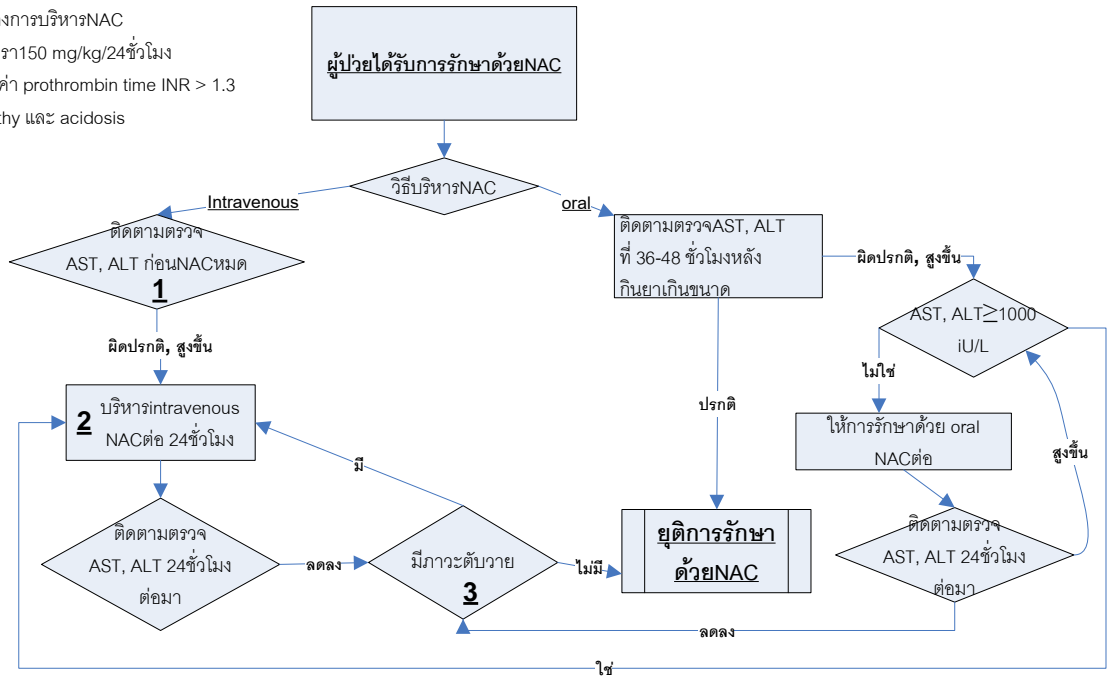 งการบริหารNAC
รา150 mg/kg/24ชั่วโมง
ค่า prothrombin time INR > 1.3
thy และ acidosis
ผู้ป่วยได้รับการรักษาด้วยNAC
วิธีบริหารNAC
Intravenous
oral
ติดตามตรวจ
AST, ALT ก่อนNACหมด
1
ติดตามตรวจAST, ALT
ที่ 36-48 ชั่วโมงหลัง
กินยาเกินขนาด
ผิดปรกติ, สูงขึ้น
AST, ALT≥1000
iU/L
ผิดปรกติ, สูงขึ้น
ไม่ใช่
ปรกติ
2 บริหารintravenous
NACต่อ 24ชั่วโมง
ให้การรักษาด้วย oral
NACต่อ
สูงขึ้น
มี
ติดตามตรวจ
AST, ALT 24ชั่วโมง
ต่อมา
ลดลง
มีภาวะตับวาย
3
ไม่มี
ยุติการรักษา
ด้วยNAC
ติดตามตรวจ
AST, ALT 24ชั่วโมง
ต่อมา
ลดลง
ใช่